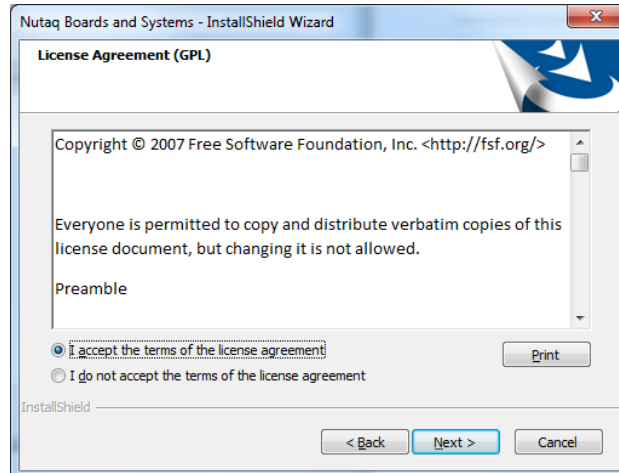 Nutaq Boards and Systems - InstallShield Wizard
License Agreement (GPL)
Copyright © 2007 Free Software Foundation, Inc. <http://fsf.org/>
Everyone is permitted to copy and distribute verbatim copies of this
license document, but changing it is not allowed.
Preamble
I accept the terms of the license agreement
Print
I do not accept the terms of the license agreement
InstallShield
< Back
Next >
Cancel